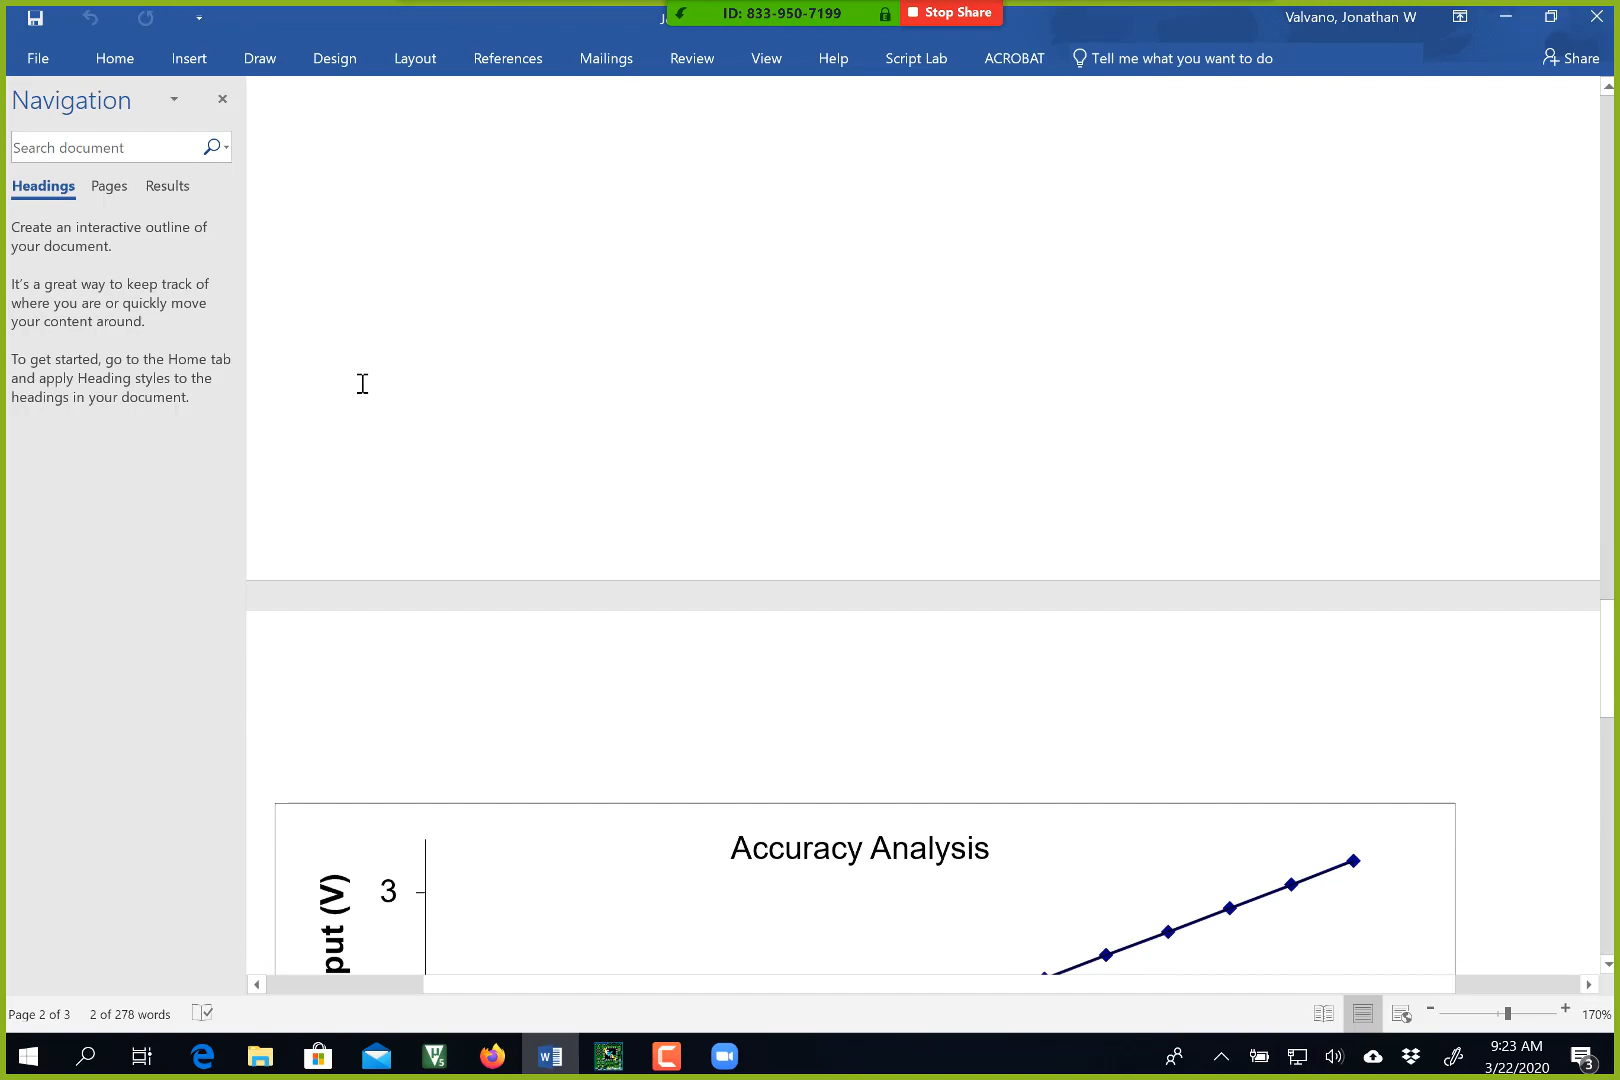 ID: 833-950-7199
Stop Share
Valvano, Jonathan W
File
Home
Insert
Draw
Design
Layout
References
Mailings
Review
View
Help
Script Lab
ACROBAT
Tell me what you want to do
Share
Navigation
Search document
Headings
Pages
Results
Create an interactive outline of
your document.
It's a great way to keep track of
where you are or quickly move
your content around.
To get started, go to the Home tab
and apply Heading styles to the
headings in your document.
Accuracy Analysis
3
put (V)
Page 2 of 3
2 of 278 words
170%
9:23 AM
3/22/2020
3